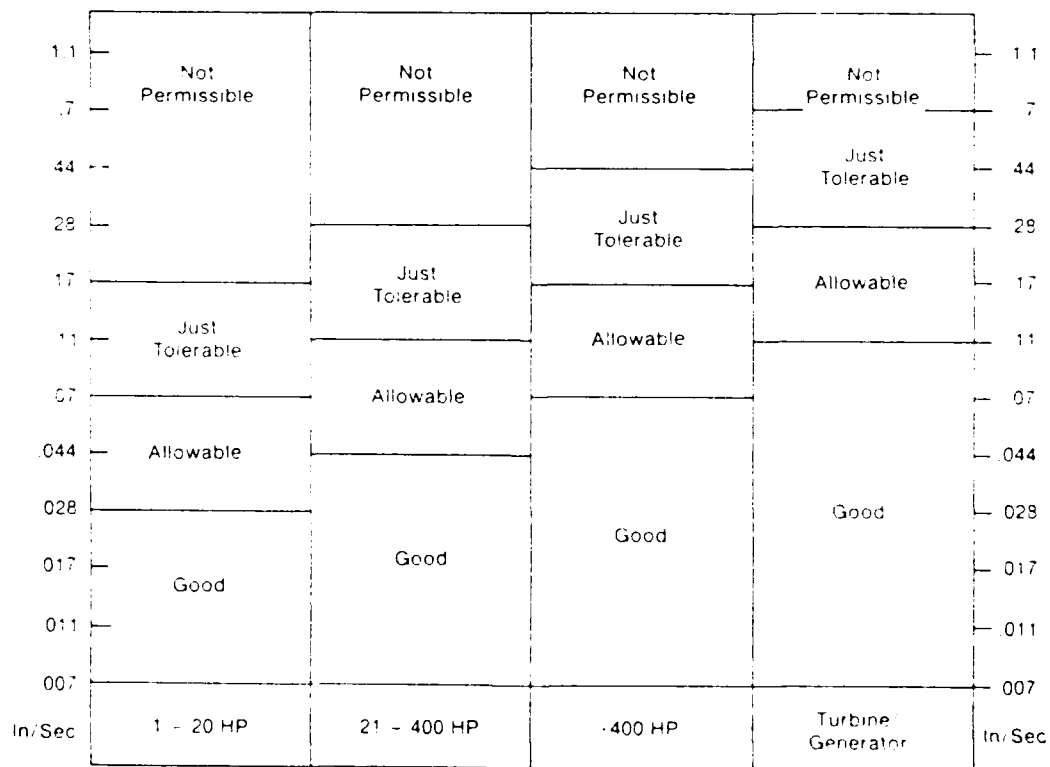 1.1
.7
44
28
17
11
07
.044
028
017
011
007
In/Sec
Not
Permissible
Just
Tolerable
Allowable
Good
1 - 20 HP
Not
Permissible
Just
Tolerable
Allowable
Good
21 - 400 HP
Not
Permissible
Just
Tolerable
Allowable
Good
400 HP
Not
Permissible
Just
Tolerable
Allowable
Good
Turbine/
Generator
1 1
7
44
28
17
11
07
.044
028
017
.011
007
In/Sec